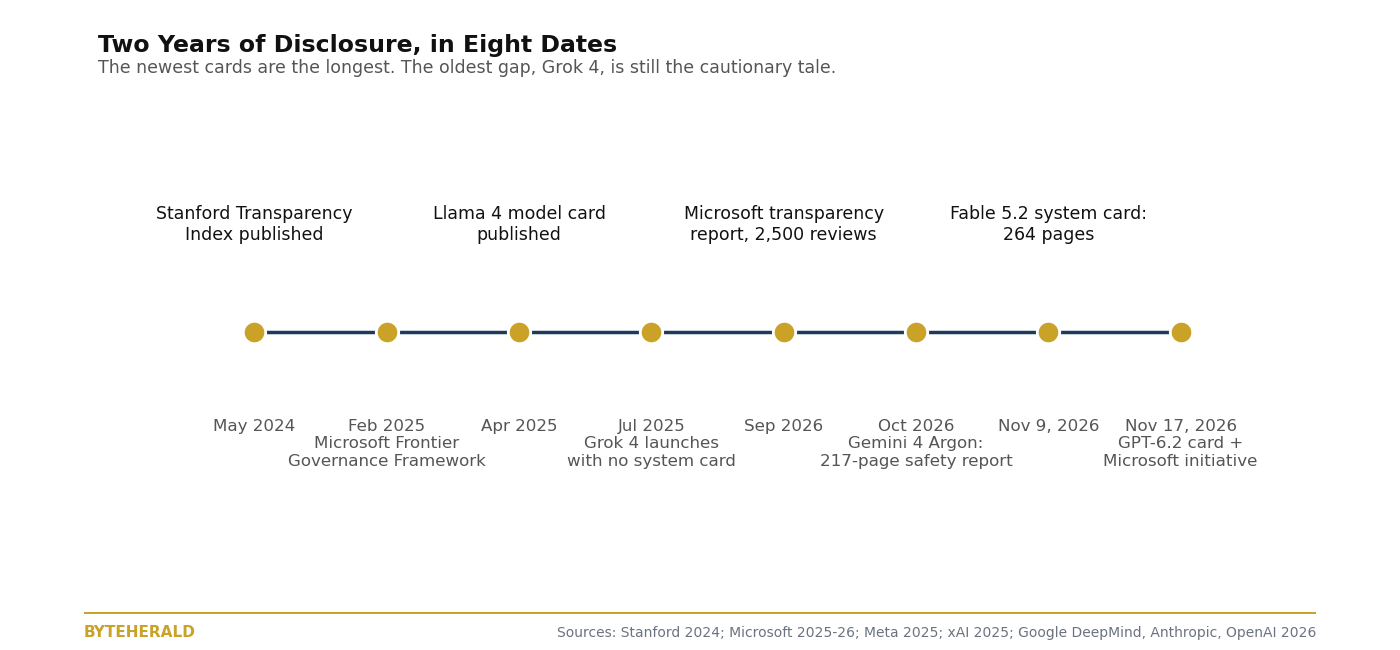 Two Years of Disclosure, in Eight Dates
The newest cards are the longest. The oldest gap, Grok 4, is still the cautionary tale.
Stanford Transparency
Index published
Llama 4 model card
published
Microsoft transparency
report, 2,500 reviews
Fable 5.2 system card:
264 pages
May 2024
Feb 2025
Microsoft Frontier
Governance Framework
Apr 2025
Jul 2025
Grok 4 launches
with no system card
Sep 2026
Oct 2026
Gemini 4 Argon:
217-page safety report
Nov 9, 2026
Nov 17, 2026
GPT-6.2 card +
Microsoft initiative
BYTEHERALD
Sources: Stanford 2024; Microsoft 2025-26; Meta 2025; xAI 2025; Google DeepMind, Anthropic, OpenAI 2026